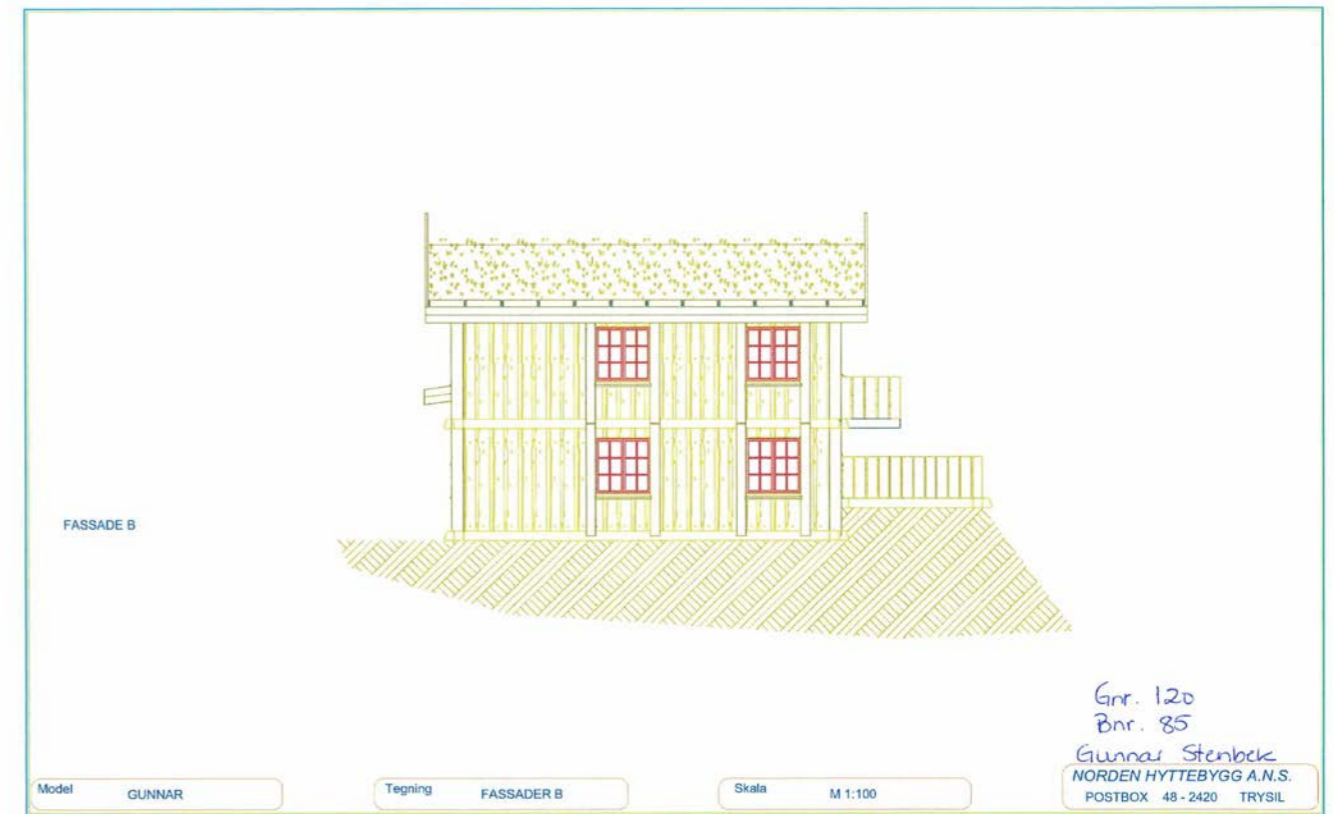 FASSADE B
Gnr. 120
Bnr. 85
Gunnar Stenbek
Model GUNNAR
Tegning FASSADER B
Skala M 1:100
NORDEN HYTTEBYGG A.N.S.
POSTBOX 48 - 2420 TRYSIL